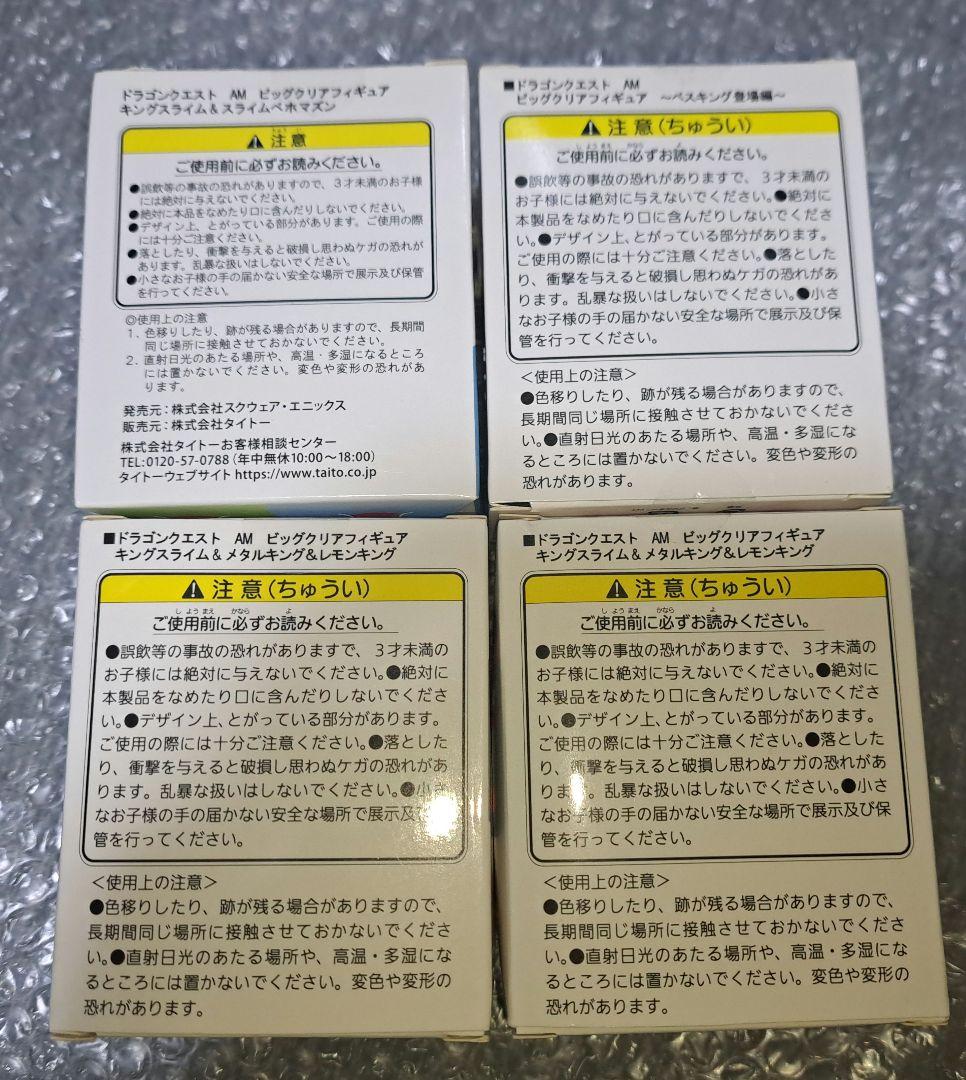 ドラゴンクエスト AM ビッグクリアフィギュア
キングスライム＆スライムベホマズン
注意
ご使用前に必ずお読みください。
●誤飲等の事故の恐れがありますので、3才未満のお子様
には絶対に与えないでください。
●絶対に本品をなめたり口に含んだりしないでください。
●デザイン上、とがっている部分があります。ご使用の際
には十分ご注意ください。
●落としたり、衝撃を与えると破損し思わぬケガの恐れが
あります。乱暴な扱いはしないでください。
●小さなお子様の手の届かない安全な場所で展示及び保管
を行ってください。
◎使用上の注意
1．色移りしたり、跡が残る場合がありますので、長期間
同じ場所に接触させておかないでください。
2．直射日光のあたる場所や、高温・多湿になるところ
には置かないでください。変色や変形の恐れがあ
ります。
発売元：株式会社スクウェア・エニックス
販売元：株式会社タイトー
株式会社タイトーお客様相談センター
TEL:0120-57-0788（年中無休10:00～18:00）
タイトーウェブサイト https://www.taito.co.jp
■ドラゴンクエスト AM
ビッグクリアフィギュア ～ベスキング登場編～
注意（ちゅうい）
ご使用前に必ずお読みください。
●誤飲等の事故の恐れがありますので、3才未満の
お子様には絶対に与えないでください。●絶対に
本製品をなめたり口に含んだりしないでくださ
い。●デザイン上、とがっている部分があります。
ご使用の際には十分ご注意ください。●落とした
り、衝撃を与えると破損し思わぬケガの恐れがあ
ります。乱暴な扱いはしないでください。●小さ
なお子様の手の届かない安全な場所で展示及び保
管を行ってください。
＜使用上の注意＞
●色移りしたり、跡が残る場合がありますので、
長期間同じ場所に接触させておかないでくださ
い。●直射日光のあたる場所や、高温・多湿にな
るところには置かないでください。変色や変形の
恐れがあります。
■ドラゴンクエスト AM ビッグクリアフィギュア
キングスライム＆メタルキング＆レモンキング
注意（ちゅうい）
ご使用前に必ずお読みください。
●誤飲等の事故の恐れがありますで、3才未満の
お子様には絶対に与えないでください。●絶対に
本製品をなめたり口に含んだりしないでくださ
い。●デザイン上、とがっている部分があります。
ご使用の際には十分ご注意ください。●落とした
り、衝撃を与えると破損し思わぬケガの恐れがあ
ります。乱暴な扱いはしないでください。●小さ
なお子様の手の届かない安全な場所で展示及び保
管を行ってください。
＜使用上の注意＞
●色移りしたり、跡が残る場合がありますので、
長期間同じ場所に接触させておかないでくださ
い。●直射日光のあたる場所や、高温・多湿にな
るところには置かないでください。変色や変形の
恐れがあります。
■ドラゴンクエスト AM ビッグクリアフィギュア
キングスライム＆メタルキング＆レモンキング
注意（ちゅうい）
ご使用前に必ずお読みください。
●誤飲等の事故の恐れがありますで、3才未満の
お子様には絶対に与えないでください。●絶対に
本製品をなめたり口に含んだりしないでくださ
い。●デザイン上、とがっている部分があります。
ご使用の際には十分ご注意ください。●落とした
り、衝撃を与えると破損し思わぬケガの恐れがあ
ります。乱暴な扱いはしないでください。●小さ
なお子様の手の届かない安全な場所で展示及び保
管を行ってください。
＜使用上の注意＞
●色移りしたり、跡が残る場合がありますので、
長期間同じ場所に接触させておかないでくださ
い。●直射日光のあたる場所や、高温・多湿にな
るところには置かないでください。変色や変形の
恐れがあります。